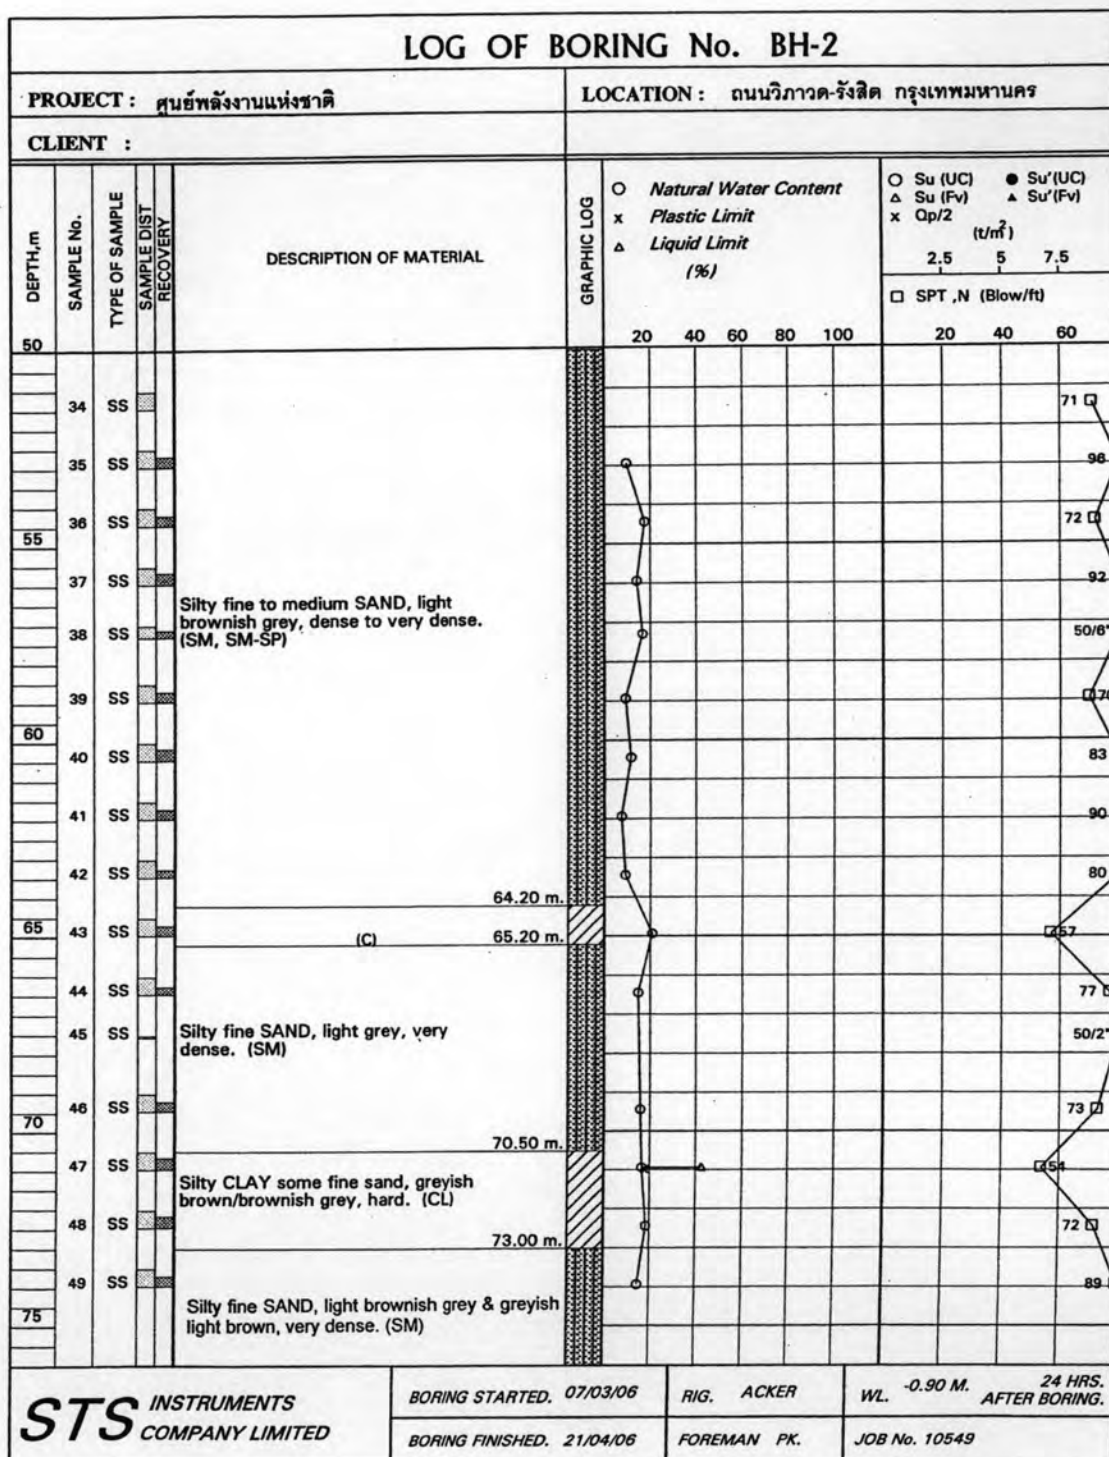 LOG OF BORING No. BH-2
PROJECT : ศูนย์พลังงานแห่งชาติ
LOCATION : ถนนวิภาวด-รังสิต กรุงเทพมหานคร
CLIENT :
DEPTH,m
SAMPLE No.
TYPE OF SAMPLE
SAMPLE DIST
RECOVERY
DESCRIPTION OF MATERIAL
GRAPHIC LOG
Natural Water Content
x Plastic Limit
Liquid Limit
(%)
20 40 60 80 100
Su (UC) Su'(UC)
Su (Fv) Su'(Fv)
x Qp/2
(t/m²)
2.5 5 7.5
SPT ,N (Blow/ft)
20 40 60
50
34 SS 71
35 SS 96
36 SS 72
55
37 SS 92
Silty fine to medium SAND, light
brownish grey, dense to very dense.
(SM, SM-SP)
38 SS 50/6"
39 SS
60
40 SS 83
41 SS 90
42 SS 80
64.20 m.
65
43 SS 57
(C)
65.20 m.
44 SS 77
45 SS 50/2"
Silty fine SAND, light grey, very
dense. (SM)
46 SS 73
70
70.50 m.
47 SS 54
Silty CLAY some fine sand, greyish
brown/brownish grey, hard. (CL)
48 SS 72
73.00 m.
49 SS 89
75
Silty fine SAND, light brownish grey & greyish
light brown, very dense. (SM)
STS INSTRUMENTS
COMPANY LIMITED
BORING STARTED. 07/03/06
RIG. ACKER
WL. -0.90 M. 24 HRS.
AFTER BORING.
BORING FINISHED. 21/04/06
FOREMAN PK.
JOB No. 10549